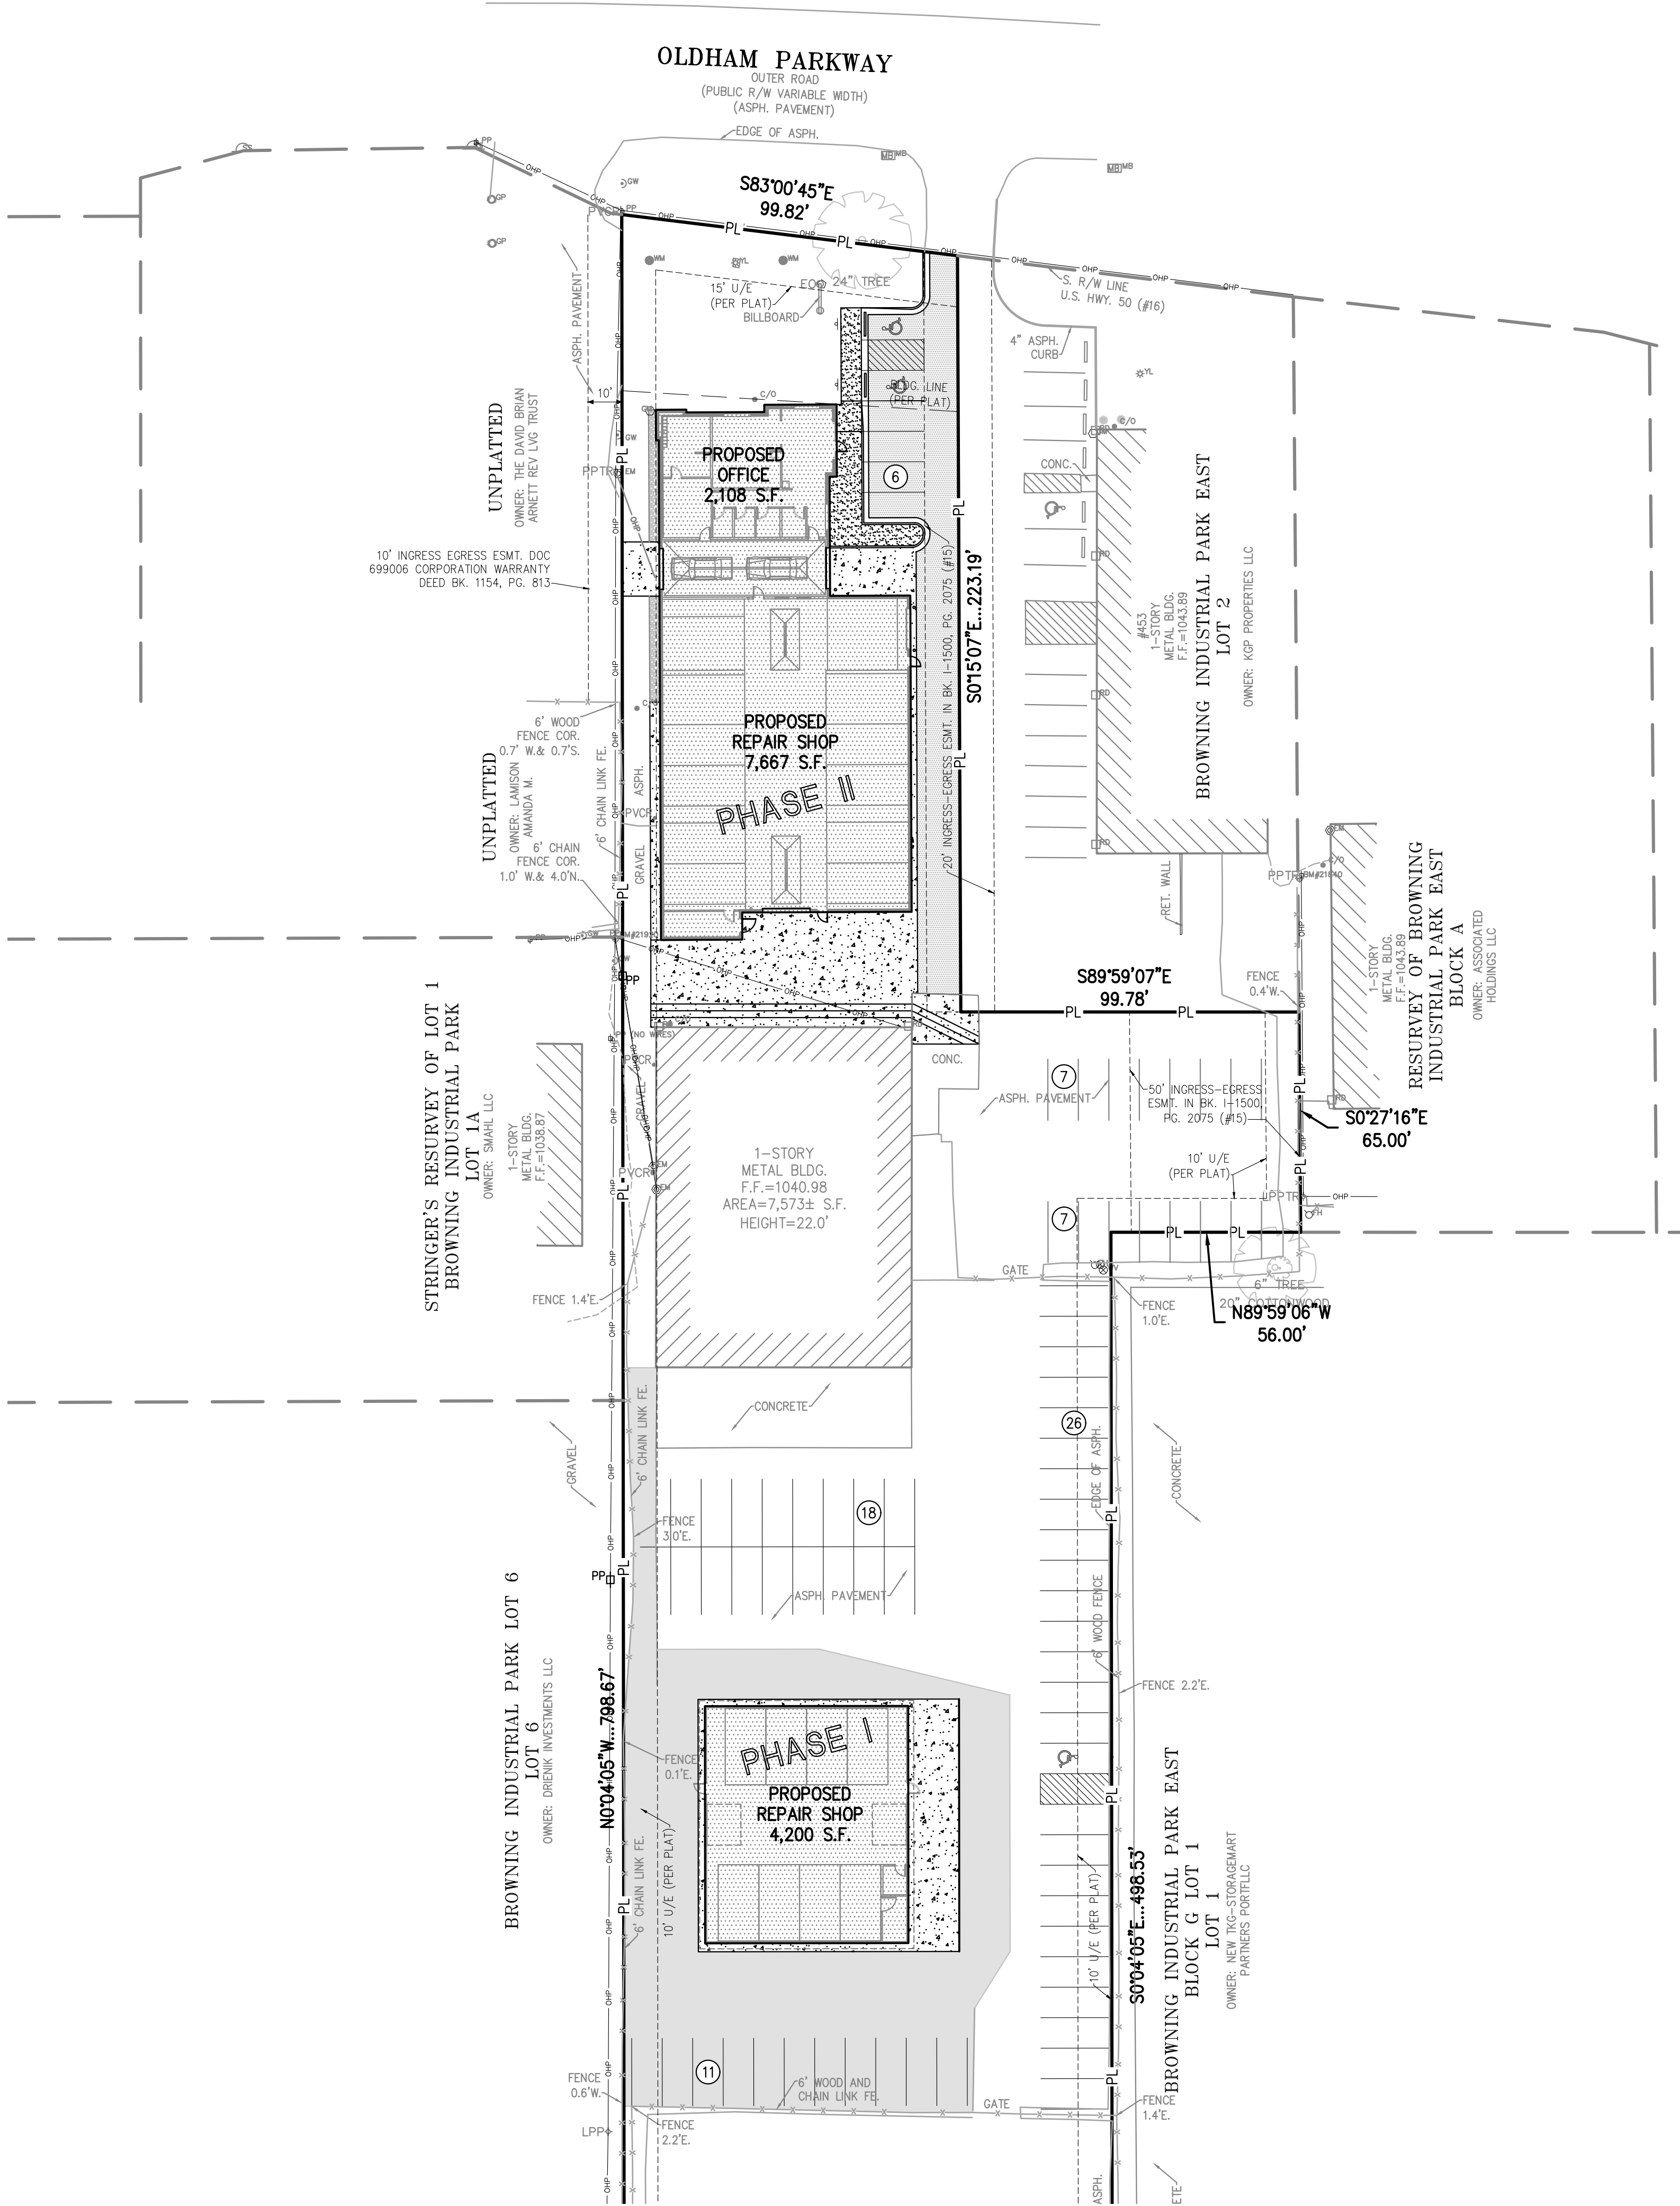 OLDHAM PARKWAY
OUTER ROAD
(PUBLIC R/W VARIABLE WIDTH)
(ASPH. PAVEMENT)
EDGE OF ASPH.
S83°00'45"E
99.82'
S. R/W LINE
U.S. HWY. 50 (#16)
15' U/E
(PER PLAT)
BILLBOARD
24" TREE
4" ASPH.
CURB
BLDG. LINE
(PER PLAT)
ASPH. PAVEMENT
10'
UNPLATTED
OWNER: THE DAVID BRIAN
ARNETT REV LVG TRUST
10' INGRESS EGRESS ESMT. DOC
699006 CORPORATION WARRANTY
DEED BK. 1154, PG. 813
PROPOSED
OFFICE
2,108 S.F.
6
CONC.
20' INGRESS-EGRESS ESMT. IN BK. I-1500, PG. 2075 (#15)
S0°15'07"E...223.19'
#453
1-STORY
METAL BLDG.
F.F.=1043.89
BROWNING INDUSTRIAL PARK EAST
LOT 2
OWNER: KGP PROPERTIES LLC
6' WOOD
FENCE COR.
0.7' W.& 0.7'S.
UNPLATTED
OWNER: LAMISON
AMANDA M.
6' CHAIN
FENCE COR.
1.0' W.& 4.0'N.
6' CHAIN LINK FE.
ASPH.
GRAVEL
PROPOSED
REPAIR SHOP
7,667 S.F.
PHASE II
RET. WALL
1-STORY
METAL BLDG.
F.F.=1043.89
RESURVEY OF BROWNING
INDUSTRIAL PARK EAST
BLOCK A
OWNER: ASSOCIATED
HOLDINGS LLC
S89°59'07"E
99.78'
FENCE
0.4'W.
STRINGER'S RESURVEY OF LOT 1
BROWNING INDUSTRIAL PARK
LOT 1A
OWNER: SMAHL LLC
1-STORY
METAL BLDG.
F.F.=1038.87
PP (NO WIRES)
GRAVEL
CONC.
7
ASPH. PAVEMENT
50' INGRESS-EGRESS
ESMT. IN BK. I-1500,
PG. 2075 (#15)
S0°27'16"E
65.00'
10' U/E
(PER PLAT)
1-STORY
METAL BLDG.
F.F.=1040.98
AREA=7,573± S.F.
HEIGHT=22.0'
7
GATE
FENCE 1.4'E.
FENCE
1.0'E.
6" TREE
20" COTTONWOOD
N89°59'06"W
56.00'
CONCRETE
6' CHAIN LINK FE.
26
EDGE OF ASPH.
CONCRETE
GRAVEL
18
FENCE
3.0'E.
PP
ASPH. PAVEMENT
6' WOOD FENCE
FENCE 2.2'E.
BROWNING INDUSTRIAL PARK LOT 6
LOT 6
OWNER: DRIENIK INVESTMENTS LLC
N0°04'05"W...798.67'
FENCE
0.1'E.
PHASE I
PROPOSED
REPAIR SHOP
4,200 S.F.
6' CHAIN LINK FE.
10' U/E (PER PLAT)
10' U/E (PER PLAT)
S0°04'05"E...498.53'
BROWNING INDUSTRIAL PARK EAST
BLOCK G LOT 1
LOT 1
OWNER: NEW TKG-STORAGEMART
PARTNERS PORTFLLC
11
FENCE
0.6'W.
6' WOOD AND
CHAIN LINK FE.
GATE
FENCE
1.4'E.
FENCE
2.2'E.
LPP
ASPH.